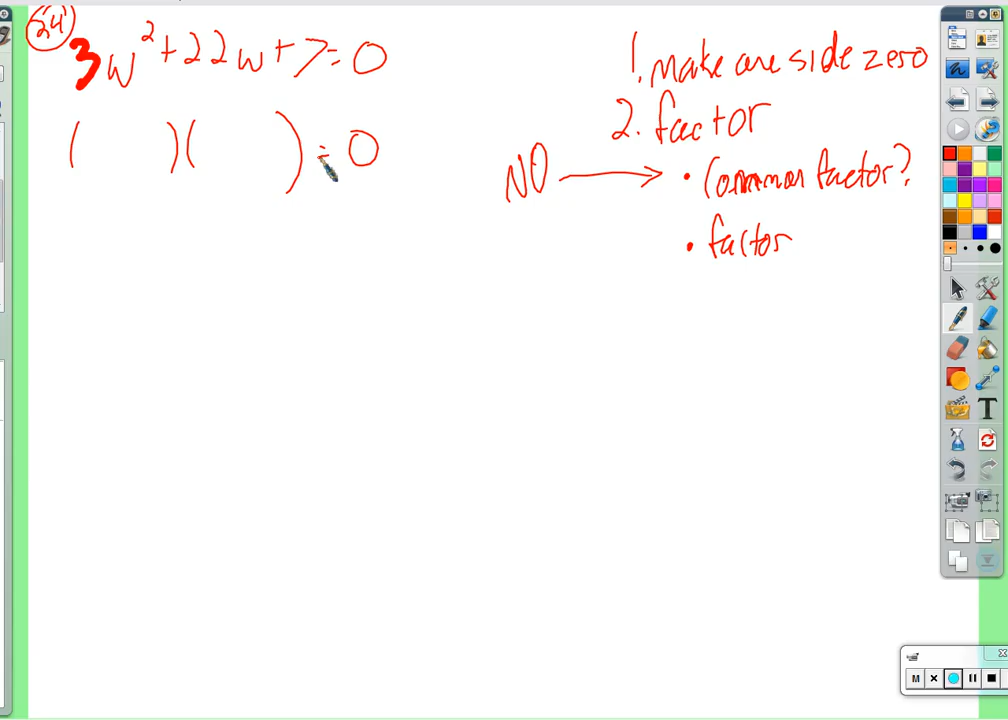 24
3w² + 22w + 7 = 0
( )( ) = 0
1. make one side zero
2. factor
NO → • Common factor?
• factor
T
M